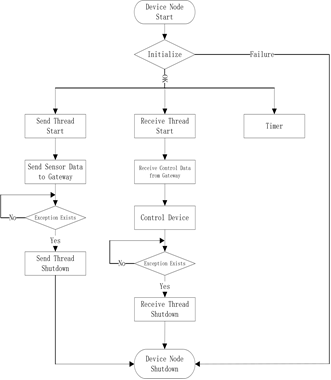 Device Node
Start
Initialize
Failure
OK
Send Thread
Start
Receive Thread
Start
Timer
Send Sensor Data
to Gateway
Receive Control Data
from Gateway
Exception Exists
No
Yes
Control Device
Send Thread
Shutdown
Exception Exists
No
Yes
Receive Thread
Shutdown
Device Node
Shutdown